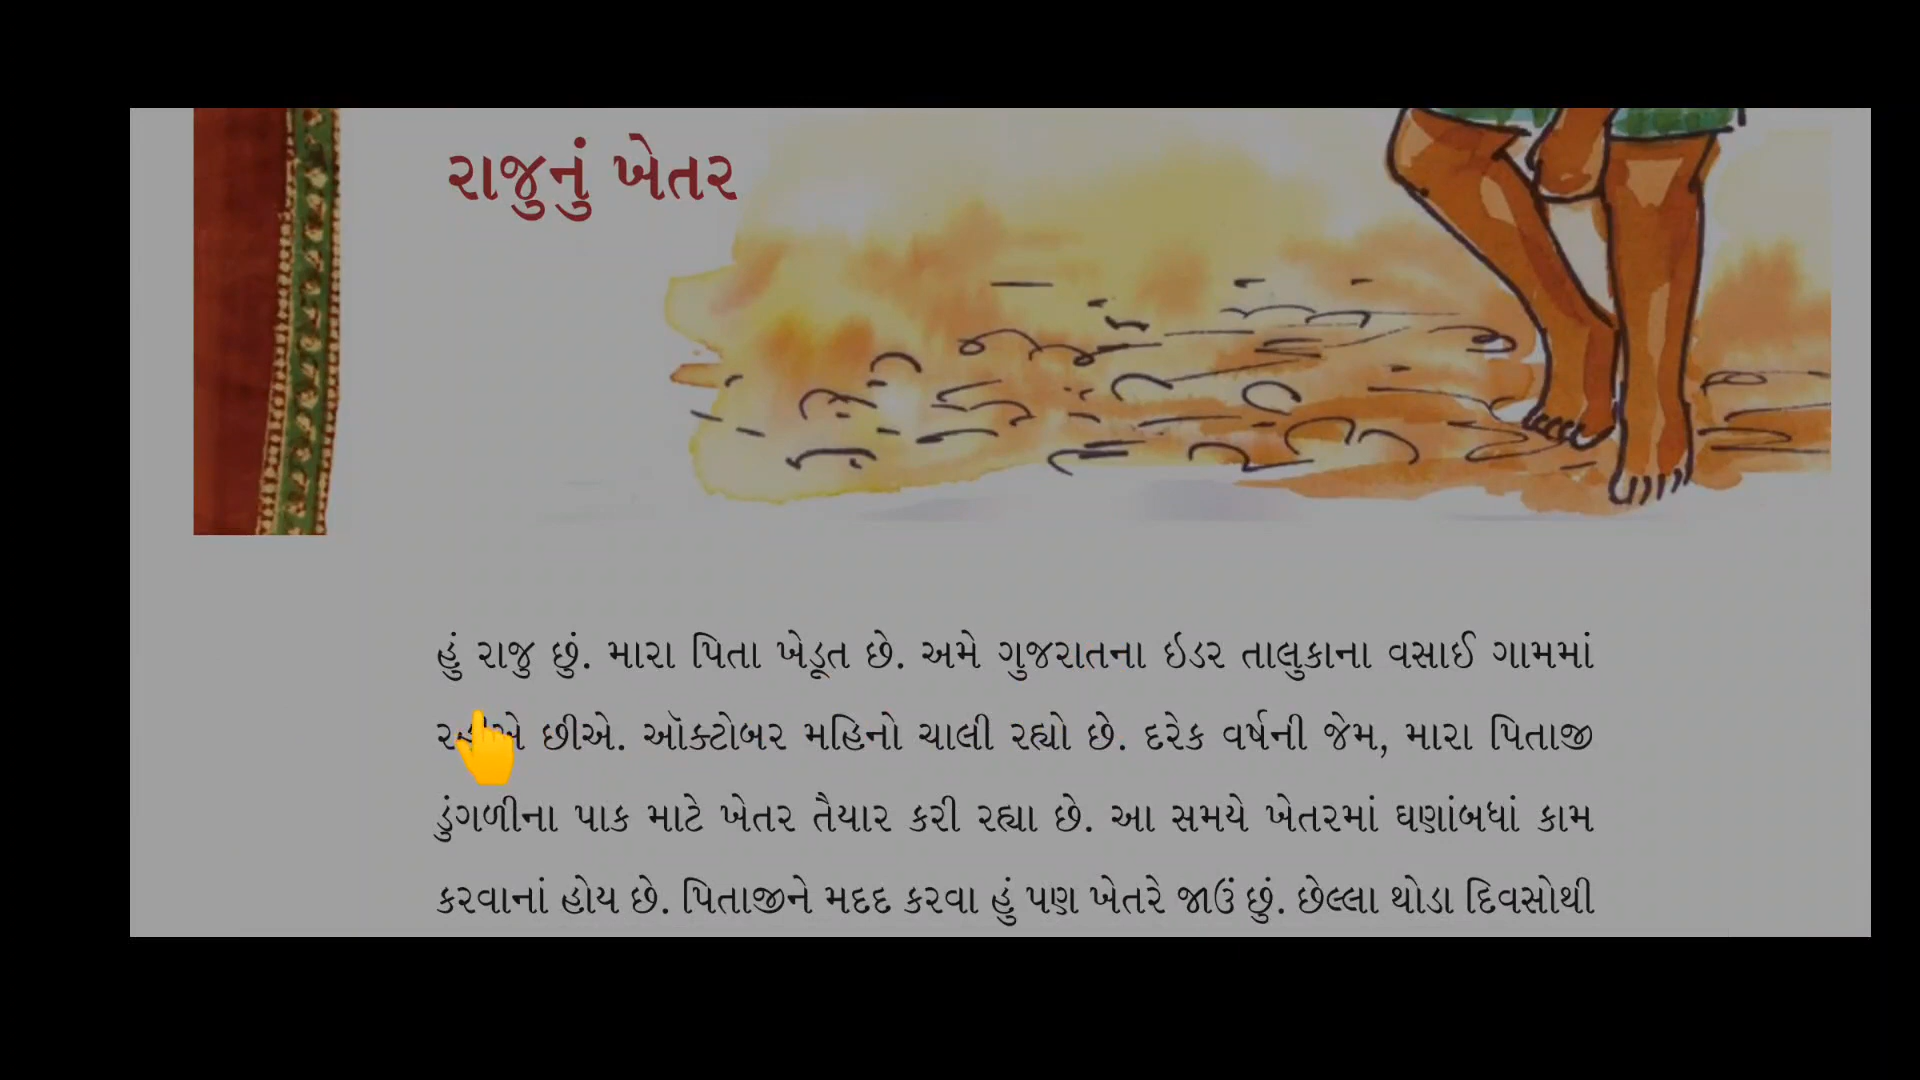 રાજુનું ખેતર
હું રાજુ છું. મારા પિતા ખેડૂત છે. અમે ગુજરાતના ઇડર તાલુકાના વસાઈ ગામમાં
છીએ. ઑક્ટોબર મહિનો ચાલી રહ્યો છે. દરેક વર્ષની જેમ, મારા પિતાજી
ડુંગળીના પાક માટે ખેતર તૈયાર કરી રહ્યા છે. આ સમયે ખેતરમાં ઘણાંબધાં કામ
કરવાનાં હોય છે. પિતાજીને મદદ કરવા હું પણ ખેતરે જાઉં છું. છેલ્લા થોડા દિવસોથી